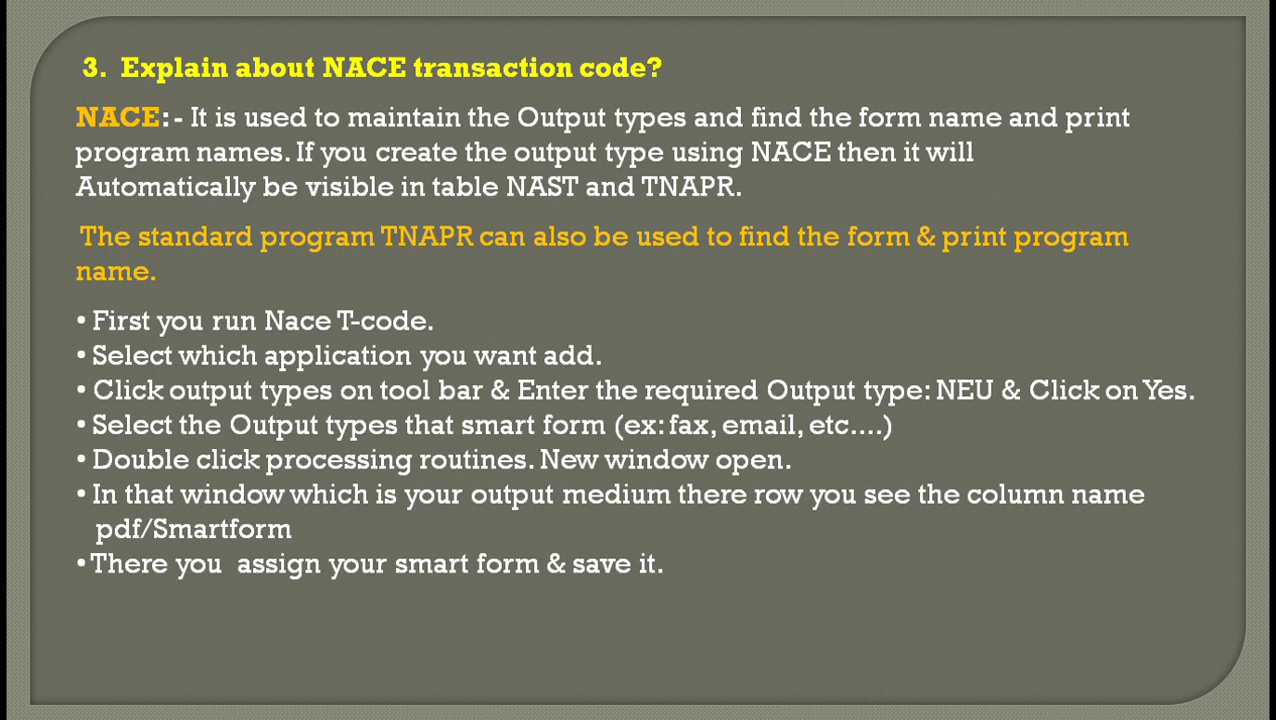 3. Explain about NACE transaction code?
NACE: - It is used to maintain the Output types and find the form name and print
program names. If you create the output type using NACE then it will
Automatically be visible in table NAST and TNAPR.
The standard program TNAPR can also be used to find the form & print program
name.
• First you run Nace T-code.
• Select which application you want add.
• Click output types on tool bar & Enter the required Output type: NEU & Click on Yes.
• Select the Output types that smart form (ex: fax, email, etc....)
• Double click processing routines. New window open.
• In that window which is your output medium there row you see the column name
pdf/Smartform
• There you assign your smart form & save it.